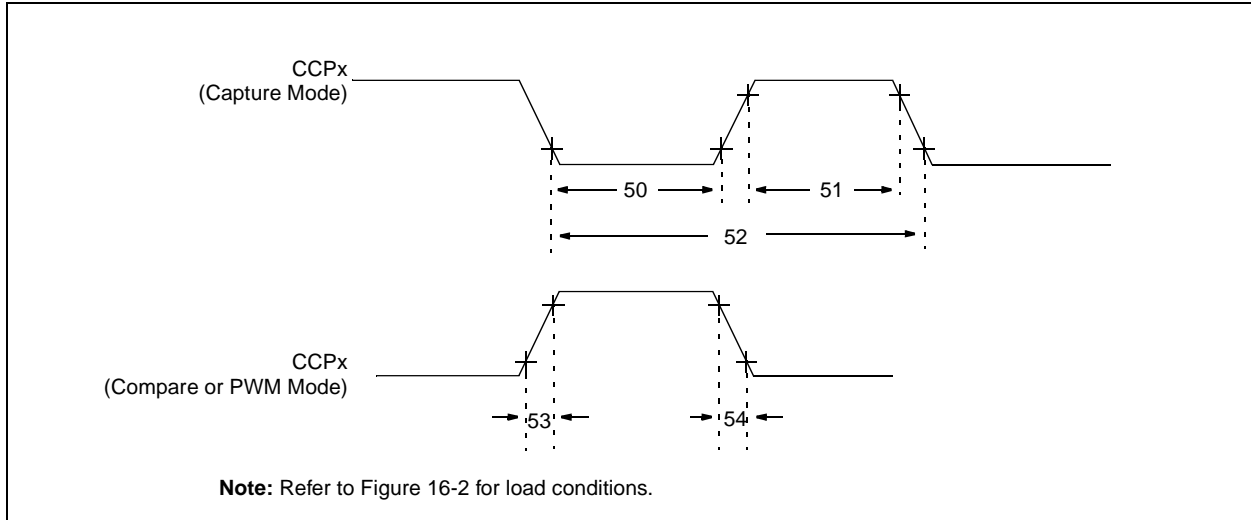 CCPx
(Capture Mode)
50
51
52
CCPx
(Compare or PWM Mode)
53
54
Note: Refer to Figure 16-2 for load conditions.